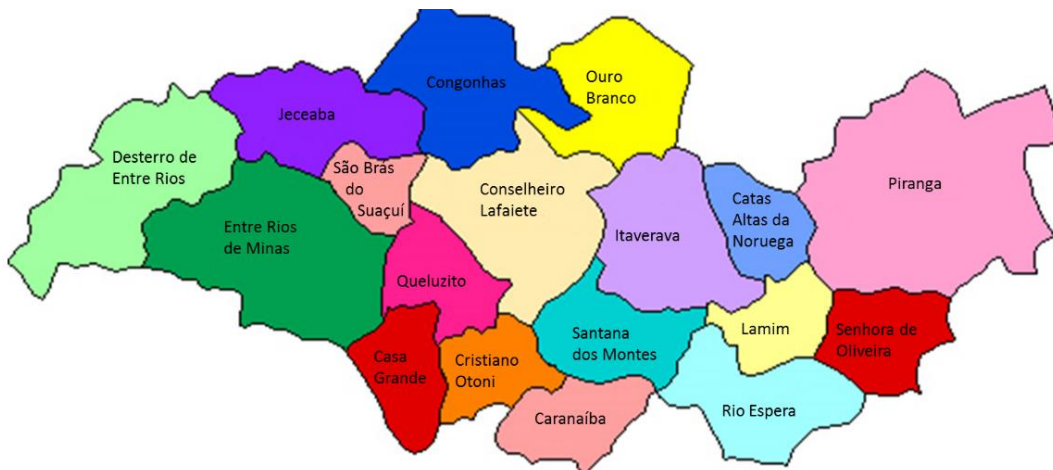 Congonhas
Ouro
Branco
Jeceaba
Desterro de
Entre Rios
São Brás
do
Suaçuí
Conselheiro
Lafaiete
Catas
Altas da
Noruega
Piranga
Entre Rios
de Minas
Itaverava
Queluzito
Santana
dos Montes
Lamim
Senhora de
Oliveira
Casa
Grande
Cristiano
Otoni
Caranaíba
Rio Espera